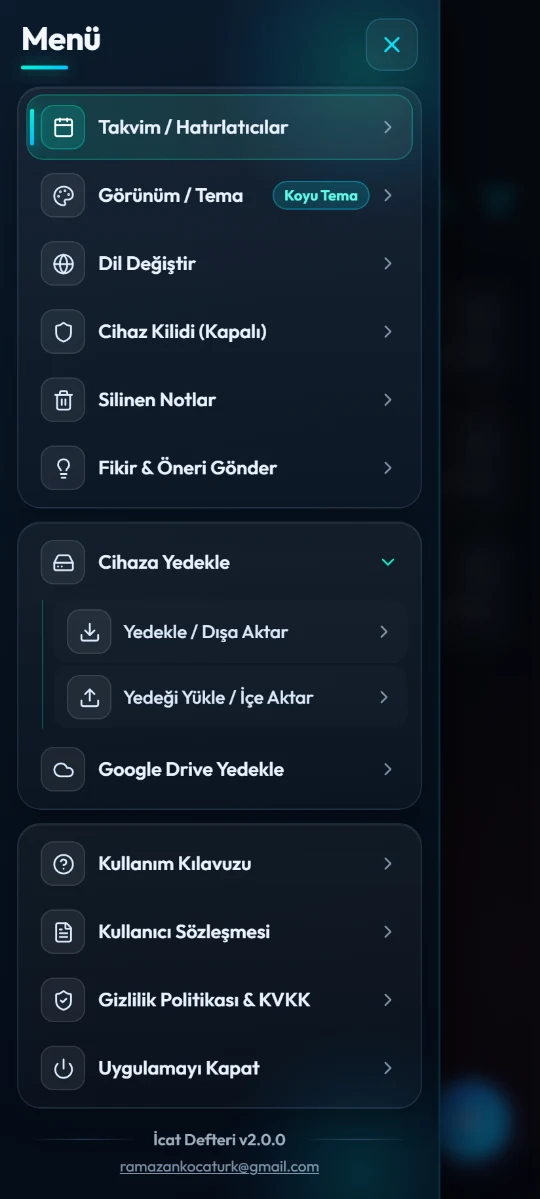 Menü
Takvim / Hatırlatıcılar
Görünüm / Tema Koyu Tema
Dil Değiştir
Cihaz Kilidi (Kapalı)
Silinen Notlar
Fikir & Öneri Gönder
Cihaza Yedekle
Yedekle / Dışa Aktar
Yedeği Yükle / İçe Aktar
Google Drive Yedekle
Kullanım Kılavuzu
Kullanıcı Sözleşmesi
Gizlilik Politikası & KVKK
Uygulamayı Kapat
İcat Defteri v2.0.0
ramazankocaturk@gmail.com